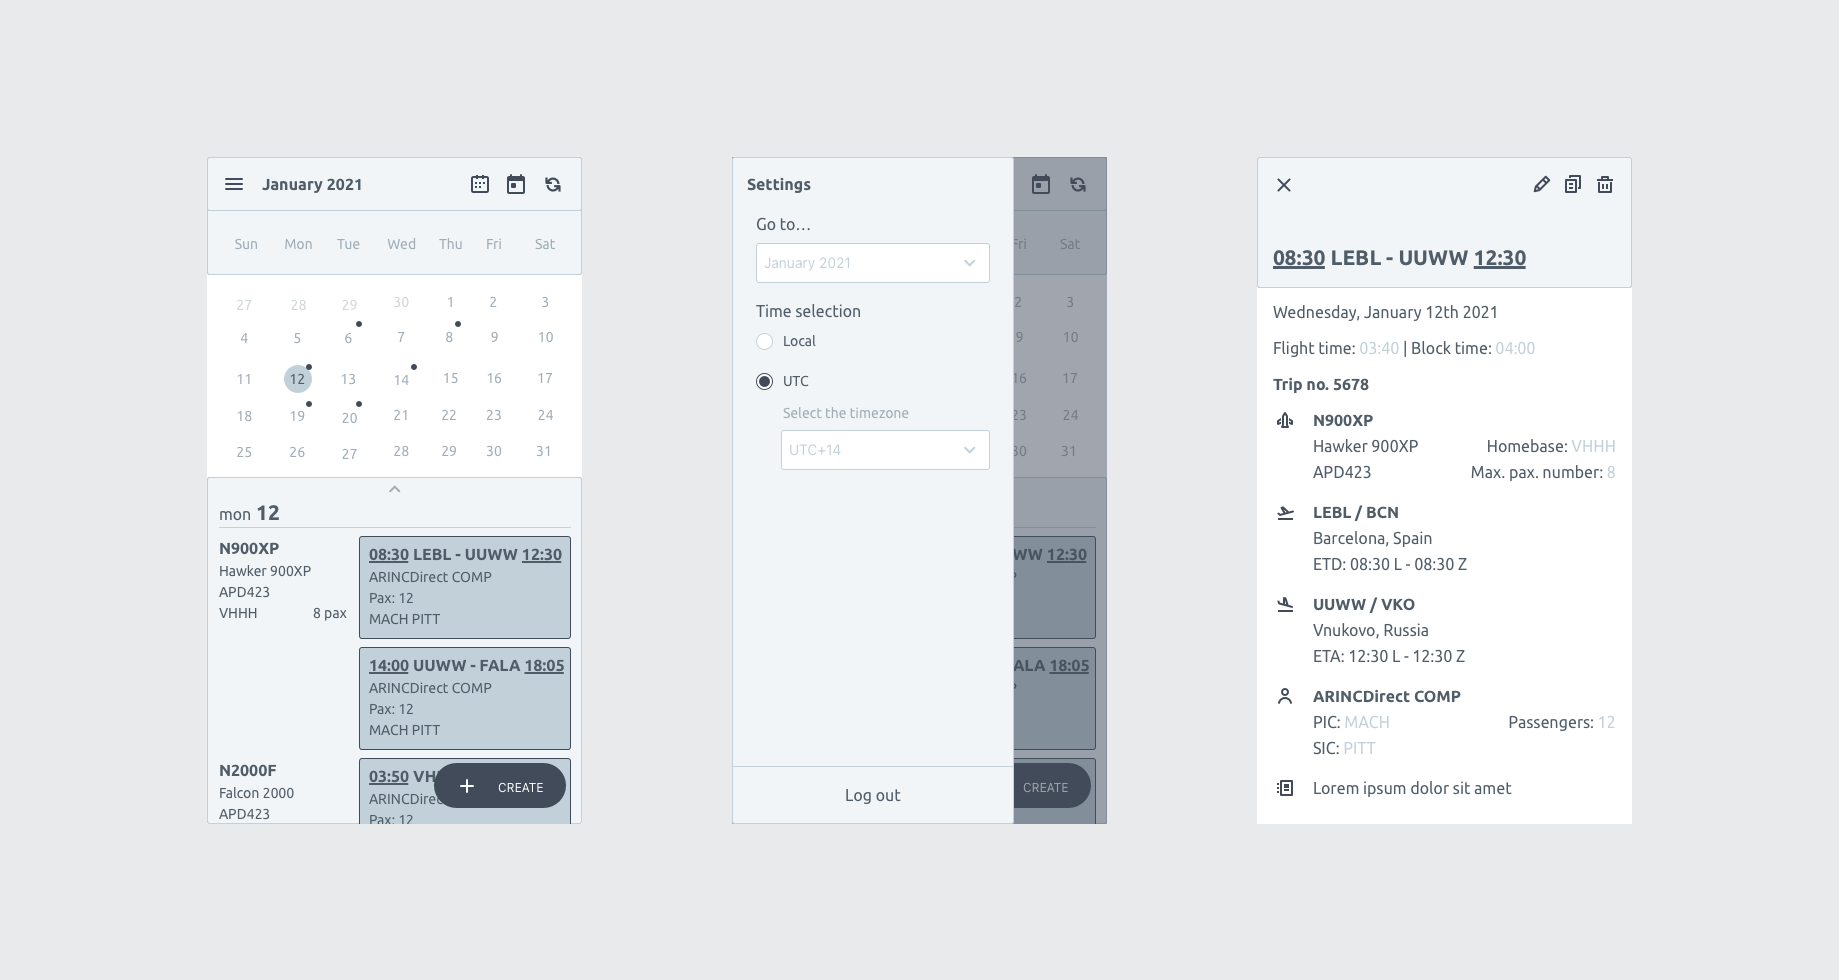 January 2021
Sun Mon Tue Wed Thu Fri Sat
27 28 29 30 1 2 3
4 5 6 7 8 9 10
11 12 13 14 15 16 17
18 19 20 21 22 23 24
25 26 27 28 29 30 31
mon 12
N900XP
Hawker 900XP
APD423
VHHH 8 pax
08:30 LEBL - UUWW 12:30
ARINCDirect COMP
Pax: 12
MACH PITT
14:00 UUWW - FALA 18:05
ARINCDirect COMP
Pax: 12
MACH PITT
N2000F
Falcon 2000
APD423
03:50 VH
ARINCDirec
Pax: 12
CREATE
Settings
Go to...
January 2021
Time selection
Local
UTC
Select the timezone
UTC+14
Log out
Fri Sat
2 3
9 10
16 17
23 24
30 31
WW 12:30
ALA 18:05
CREATE
08:30 LEBL - UUWW 12:30
Wednesday, January 12th 2021
Flight time: 03:40 | Block time: 04:00
Trip no. 5678
N900XP
Hawker 900XP Homebase: VHHH
APD423 Max. pax. number: 8
LEBL / BCN
Barcelona, Spain
ETD: 08:30 L - 08:30 Z
UUWW / VKO
Vnukovo, Russia
ETA: 12:30 L - 12:30 Z
ARINCDirect COMP
PIC: MACH Passengers: 12
SIC: PITT
Lorem ipsum dolor sit amet